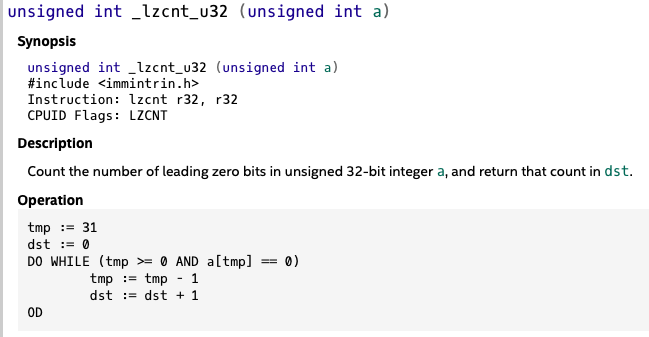 unsigned int _lzcnt_u32 (unsigned int a)
Synopsis
unsigned int _lzcnt_u32 (unsigned int a)
#include <immintrin.h>
Instruction: lzcnt r32, r32
CPUID Flags: LZCNT
Description
Count the number of leading zero bits in unsigned 32-bit integer a, and return that count in dst.
Operation
tmp := 31
dst := 0
DO WHILE (tmp >= 0 AND a[tmp] == 0)
	tmp := tmp - 1
	dst := dst + 1
OD